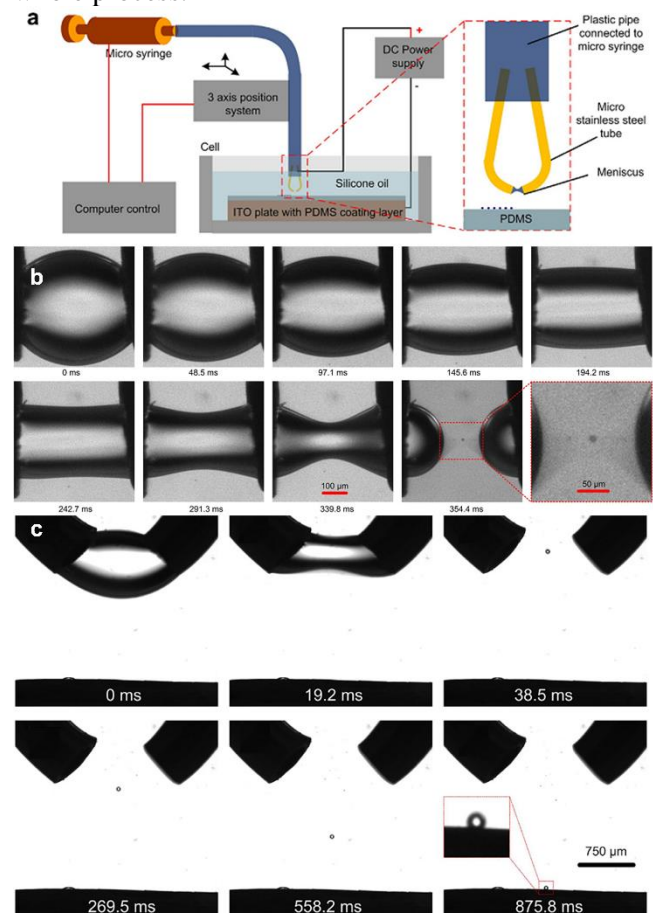 a
Micro syringe
3 axis position
system
Computer control
Cell
Silicone oil
ITO plate with PDMS coating layer
DC Power
supply
+
-
Plastic pipe
connected to
micro syringe
Micro
stainless steel
tube
Meniscus
PDMS
b
0 ms
48.5 ms
97.1 ms
145.6 ms
194.2 ms
100 μm
50 μm
242.7 ms
291.3 ms
339.8 ms
354.4 ms
c
0 ms
19.2 ms
38.5 ms
750 μm
269.5 ms
558.2 ms
875.8 ms